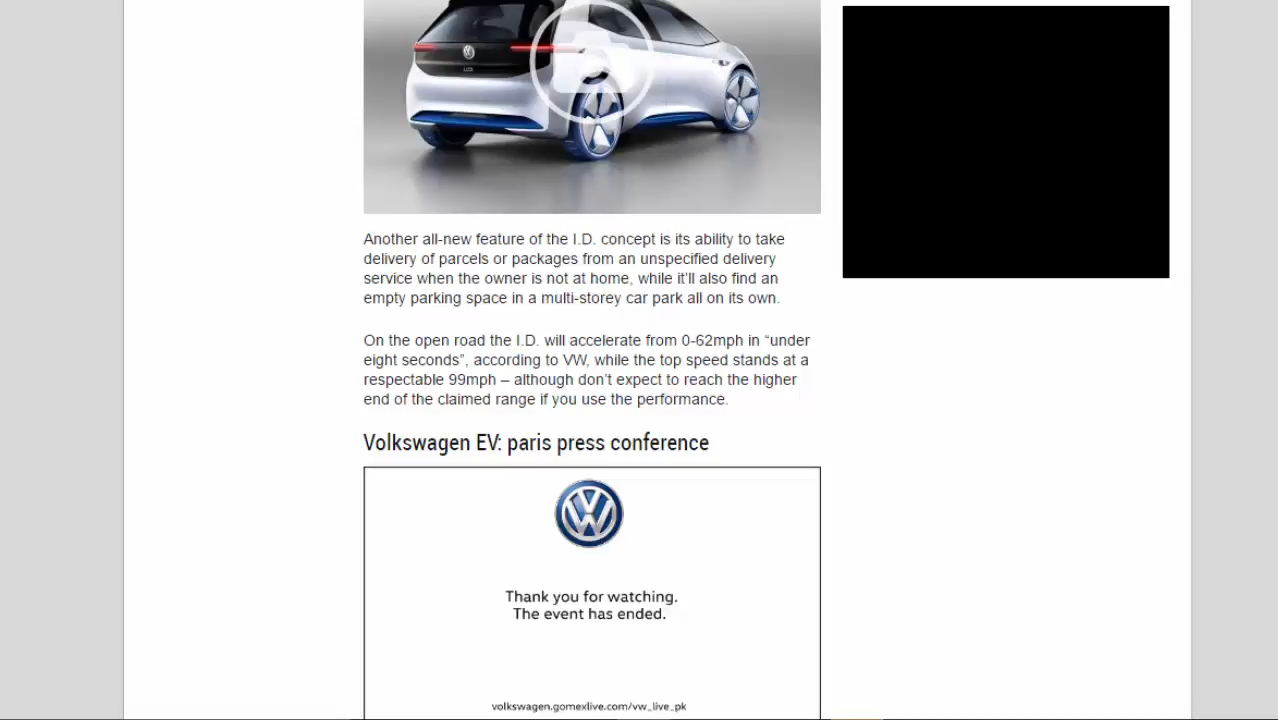 Another all-new feature of the I.D. concept is its ability to take
delivery of parcels or packages from an unspecified delivery
service when the owner is not at home, while it’ll also find an
empty parking space in a multi-storey car park all on its own.
On the open road the I.D. will accelerate from 0-62mph in “under
eight seconds”, according to VW, while the top speed stands at a
respectable 99mph – although don’t expect to reach the higher
end of the claimed range if you use the performance.
Volkswagen EV: paris press conference
Thank you for watching.
The event has ended.
volkswagen.gomexlive.com/vw_live_pk